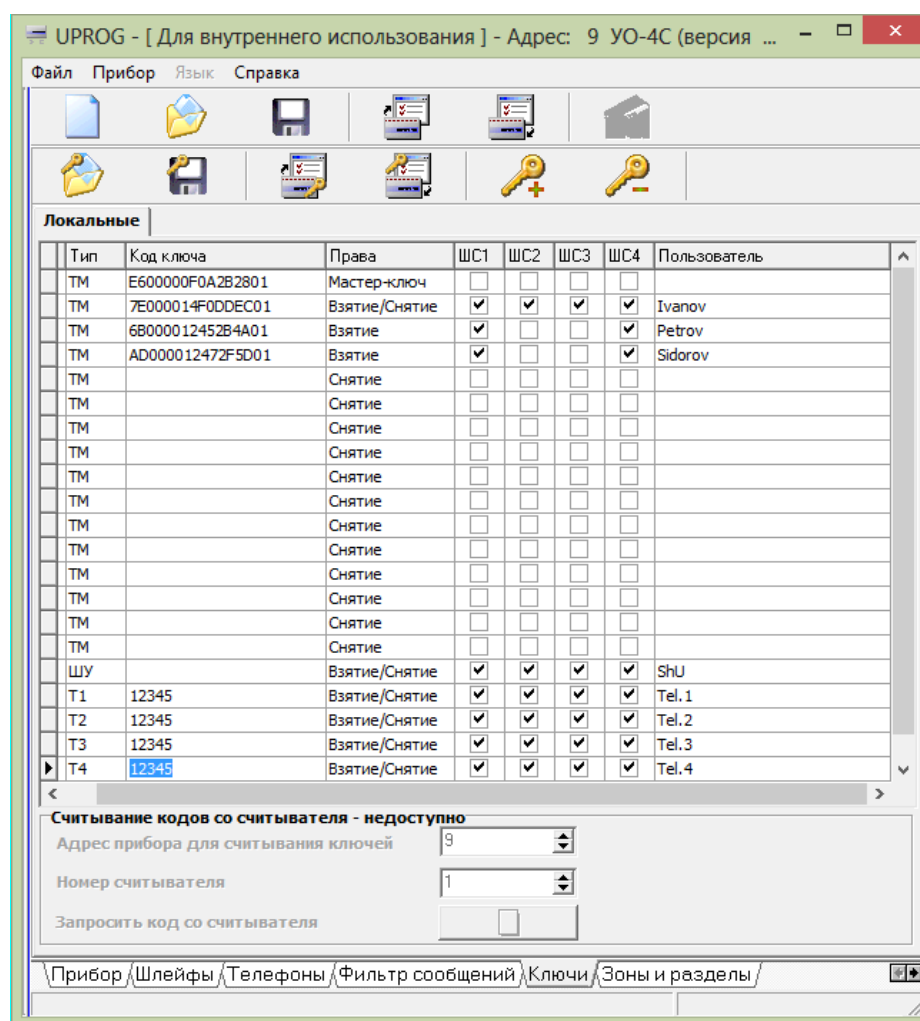 UPROG - [ Для внутреннего использования ] - Адрес: 9 УО-4С (версия ...
Файл Прибор Язык Справка
Локальные
Тип Код ключа Права ШС1 ШС2 ШС3 ШС4 Пользователь
ТМ E600000F0A2B2801 Мастер-ключ
ТМ 7E000014F0DDEC01 Взятие/Снятие Ivanov
ТМ 6B000012452B4A01 Взятие Petrov
ТМ AD000012472F5D01 Взятие Sidorov
ТМ Снятие
ТМ Снятие
ТМ Снятие
ТМ Снятие
ТМ Снятие
ТМ Снятие
ТМ Снятие
ТМ Снятие
ТМ Снятие
ТМ Снятие
ТМ Снятие
ТМ Снятие
ШУ Взятие/Снятие ShU
Т1 12345 Взятие/Снятие Tel.1
Т2 12345 Взятие/Снятие Tel.2
Т3 12345 Взятие/Снятие Tel.3
Т4 12345 Взятие/Снятие Tel.4
Считывание кодов со считывателя - недоступно
Адрес прибора для считывания ключей 9
Номер считывателя 1
Запросить код со считывателя
Прибор Шлейфы Телефоны Фильтр сообщений Ключи Зоны и разделы